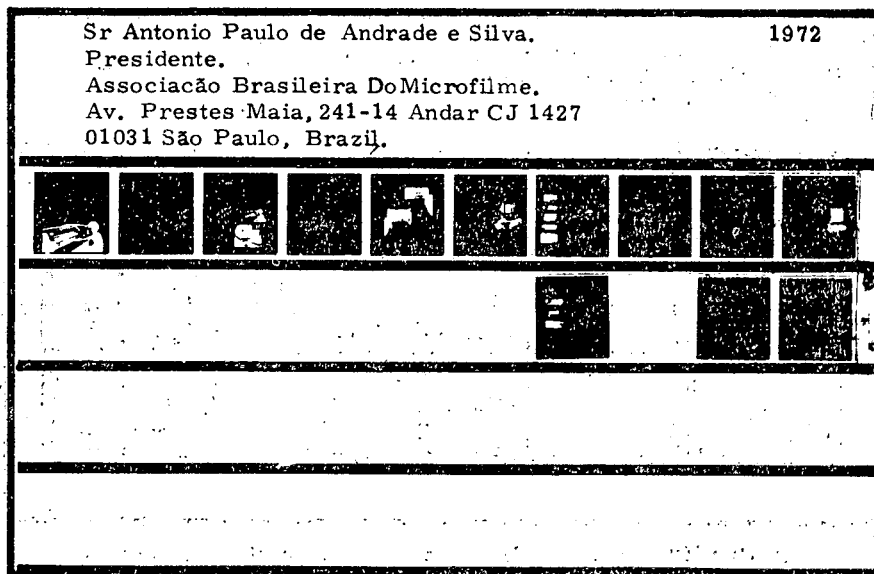 Sr Antonio Paulo de Andrade e Silva. 1972
Presidente.
Associacão Brasileira DoMicrofilme.
Av. Prestes Maia, 241-14 Andar CJ 1427
01031 São Paulo, Brazil.